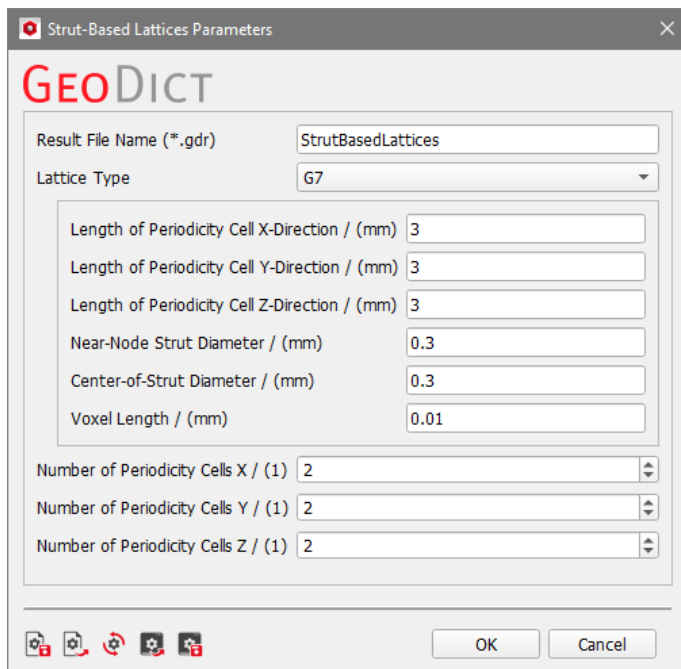 Strut-Based Lattices Parameters
GEODICT
Result File Name (*.gdr) StrutBasedLattices
Lattice Type G7
Length of Periodicity Cell X-Direction / (mm) 3
Length of Periodicity Cell Y-Direction / (mm) 3
Length of Periodicity Cell Z-Direction / (mm) 3
Near-Node Strut Diameter / (mm) 0.3
Center-of-Strut Diameter / (mm) 0.3
Voxel Length / (mm) 0.01
Number of Periodicity Cells X / (1) 2
Number of Periodicity Cells Y / (1) 2
Number of Periodicity Cells Z / (1) 2
OK Cancel